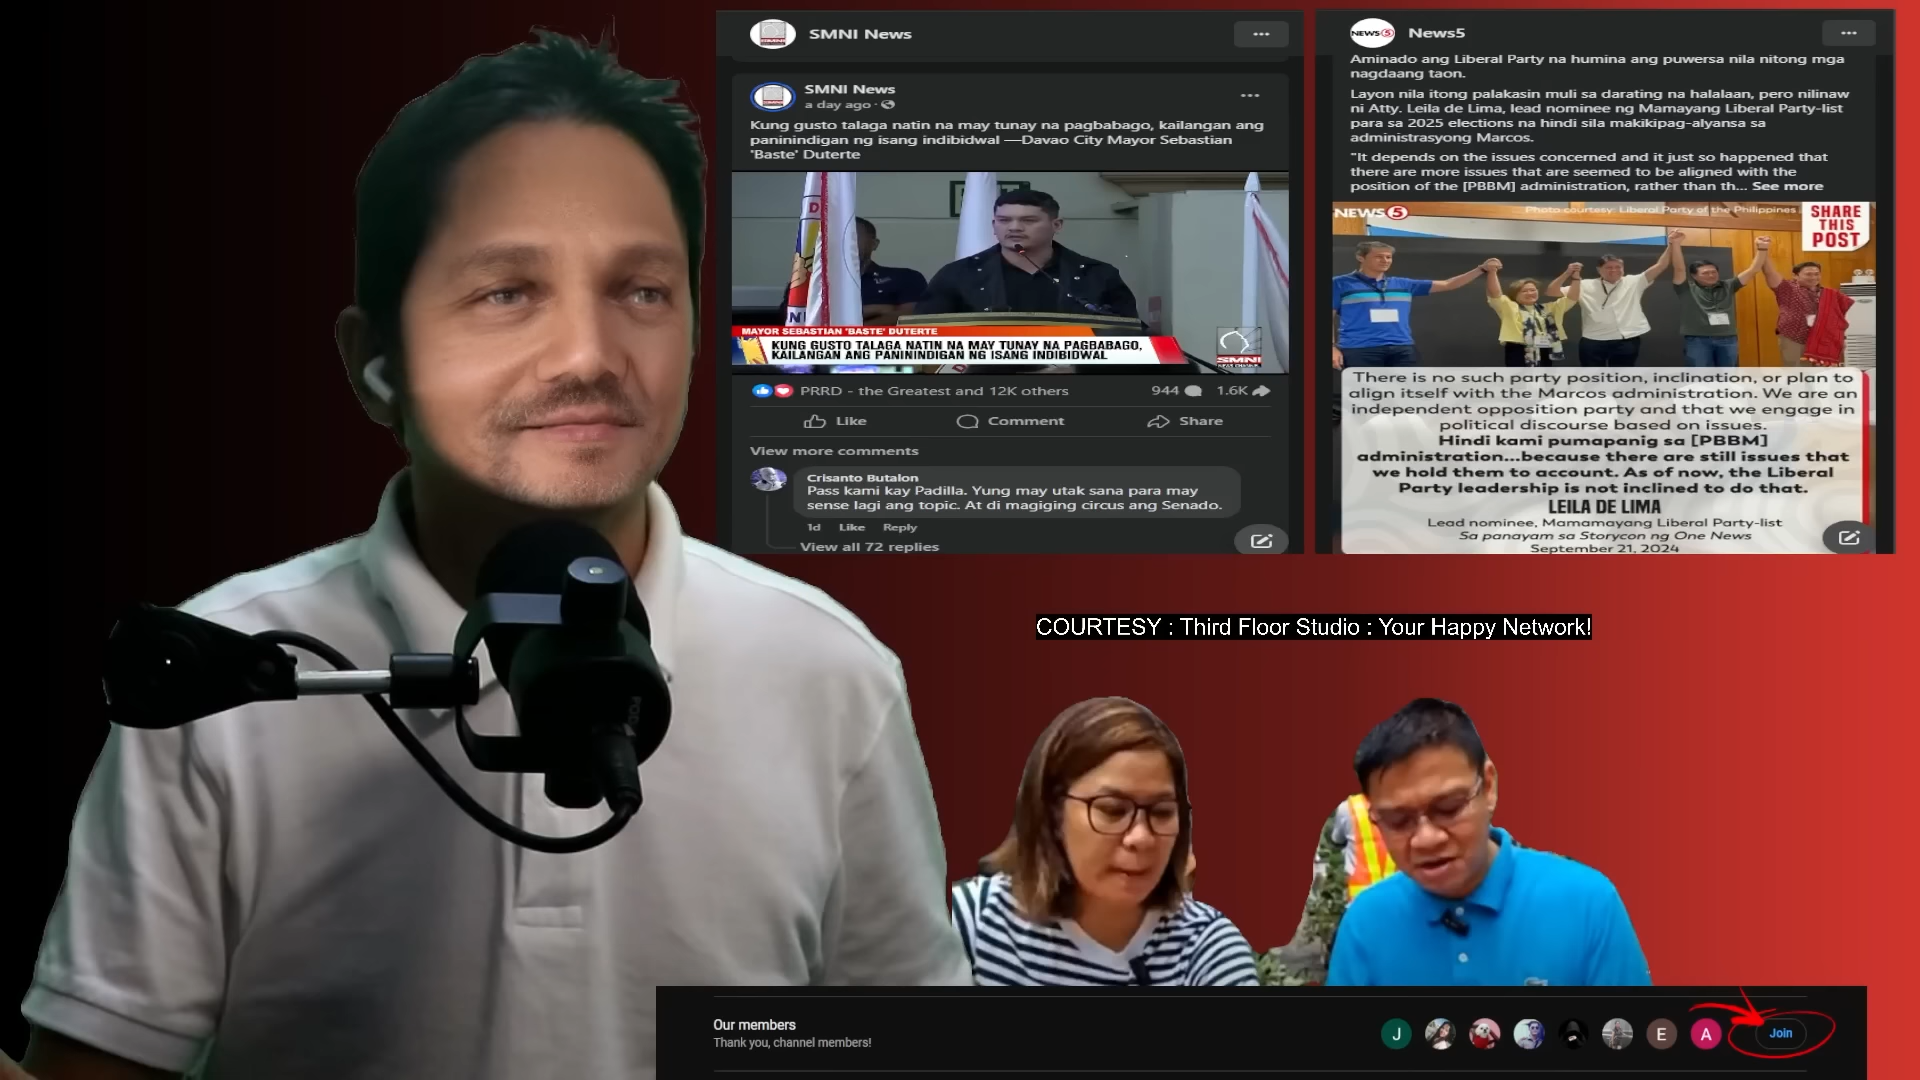 SMNI News
SMNI News
a day ago
Kung gusto talaga natin na may tunay na pagbabago, kailangan ang
paninindigan ng isang indibidwal —Davao City Mayor Sebastian
'Baste' Duterte
MAYOR SEBASTIAN 'BASTE' DUTERTE
KUNG GUSTO TALAGA NATIN NA MAY TUNAY NA PAGBABAGO,
KAILANGAN ANG PANININDIGAN NG ISANG INDIBIDWAL
SMNI
NEWS CHANNEL
PRRD - the Greatest and 12K others
944
1.6K
Like
Comment
Share
View more comments
Crisanto Butalon
Pass kami kay Padilla. Yung may utak sana para may
sense lagi ang topic. At di magiging circus ang Senado.
1d Like Reply
View all 72 replies
NEWS5
News5
Aminado ang Liberal Party na humina ang puwersa nila nitong mga
nagdaang taon.
Layon nila itong palakasin muli sa darating na halalaan, pero nilinaw
ni Atty. Leila de Lima, lead nominee ng Mamayang Liberal Party-list
para sa 2025 elections na hindi sila makikipag-alyansa sa
administrasyong Marcos.
"It depends on the issues concerned and it just so happened that
there are more issues that are seemed to be aligned with the
position of the [PBBM] administration, rather than th... See more
NEWS5
Photo courtesy: Liberal Party of the Philippines
SHARE
THIS
POST
There is no such party position, inclination, or plan to
align itself with the Marcos administration. We are an
independent opposition party and that we engage in
political discourse based on issues.
Hindi kami pumapanig sa [PBBM]
administration...because there are still issues that
we hold them to account. As of now, the Liberal
Party leadership is not inclined to do that.
LEILA DE LIMA
Lead nominee, Mamamayang Liberal Party-list
Sa panayam sa Storycon ng One News
September 21, 2024
COURTESY : Third Floor Studio : Your Happy Network!
Our members
Thank you, channel members!
J
E
A
Join